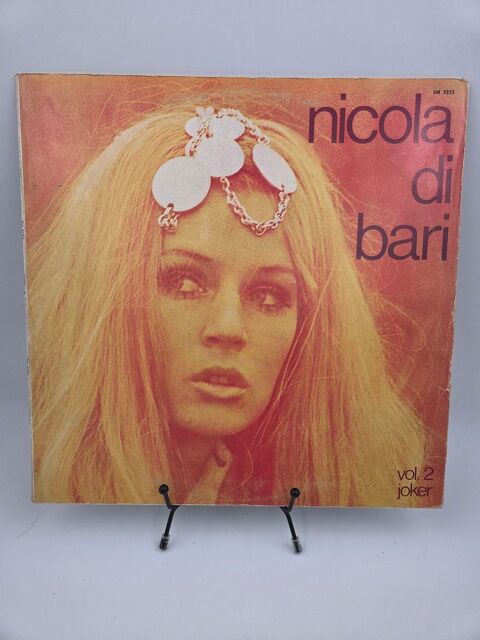 SM 3253
nicola
di
bari
vol. 2
joker